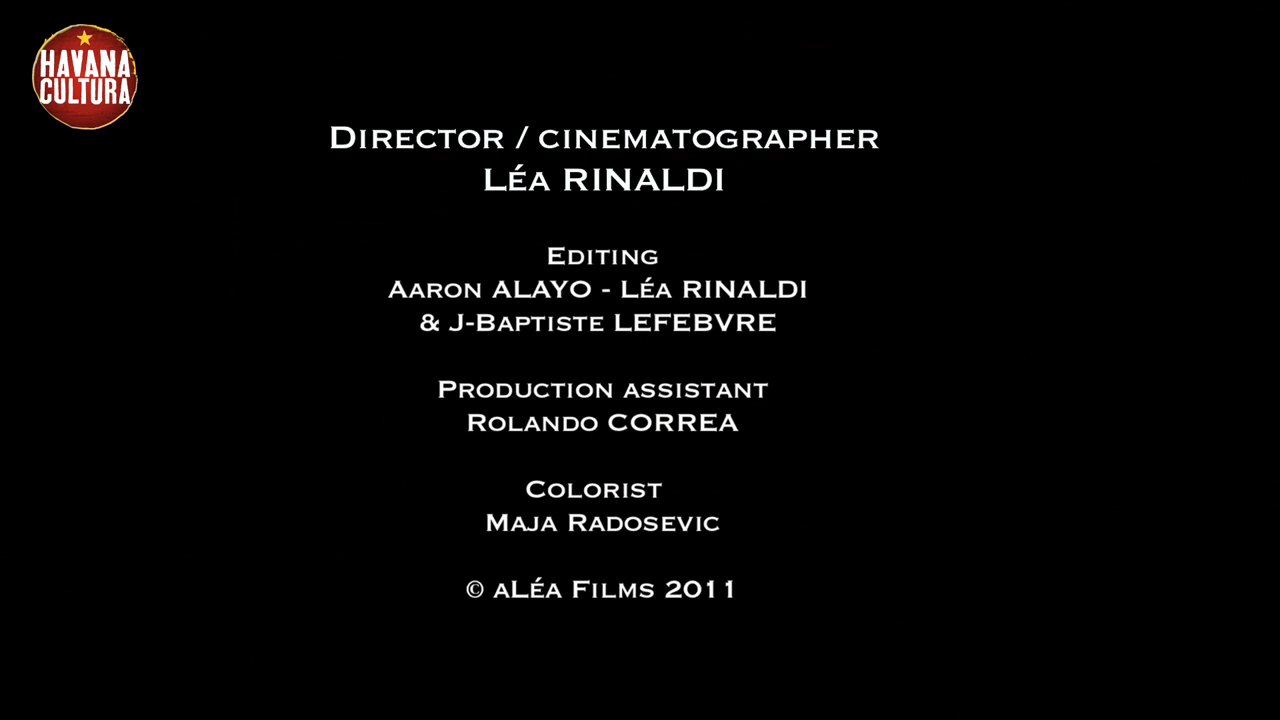 HAVANA
CULTURA
Director / cinematographer
Léa RINALDI
Editing
Aaron ALAYO - Léa RINALDI
& J-Baptiste LEFEBVRE
Production assistant
Rolando CORREA
Colorist
Maja Radosevic
© aLéa Films 2011